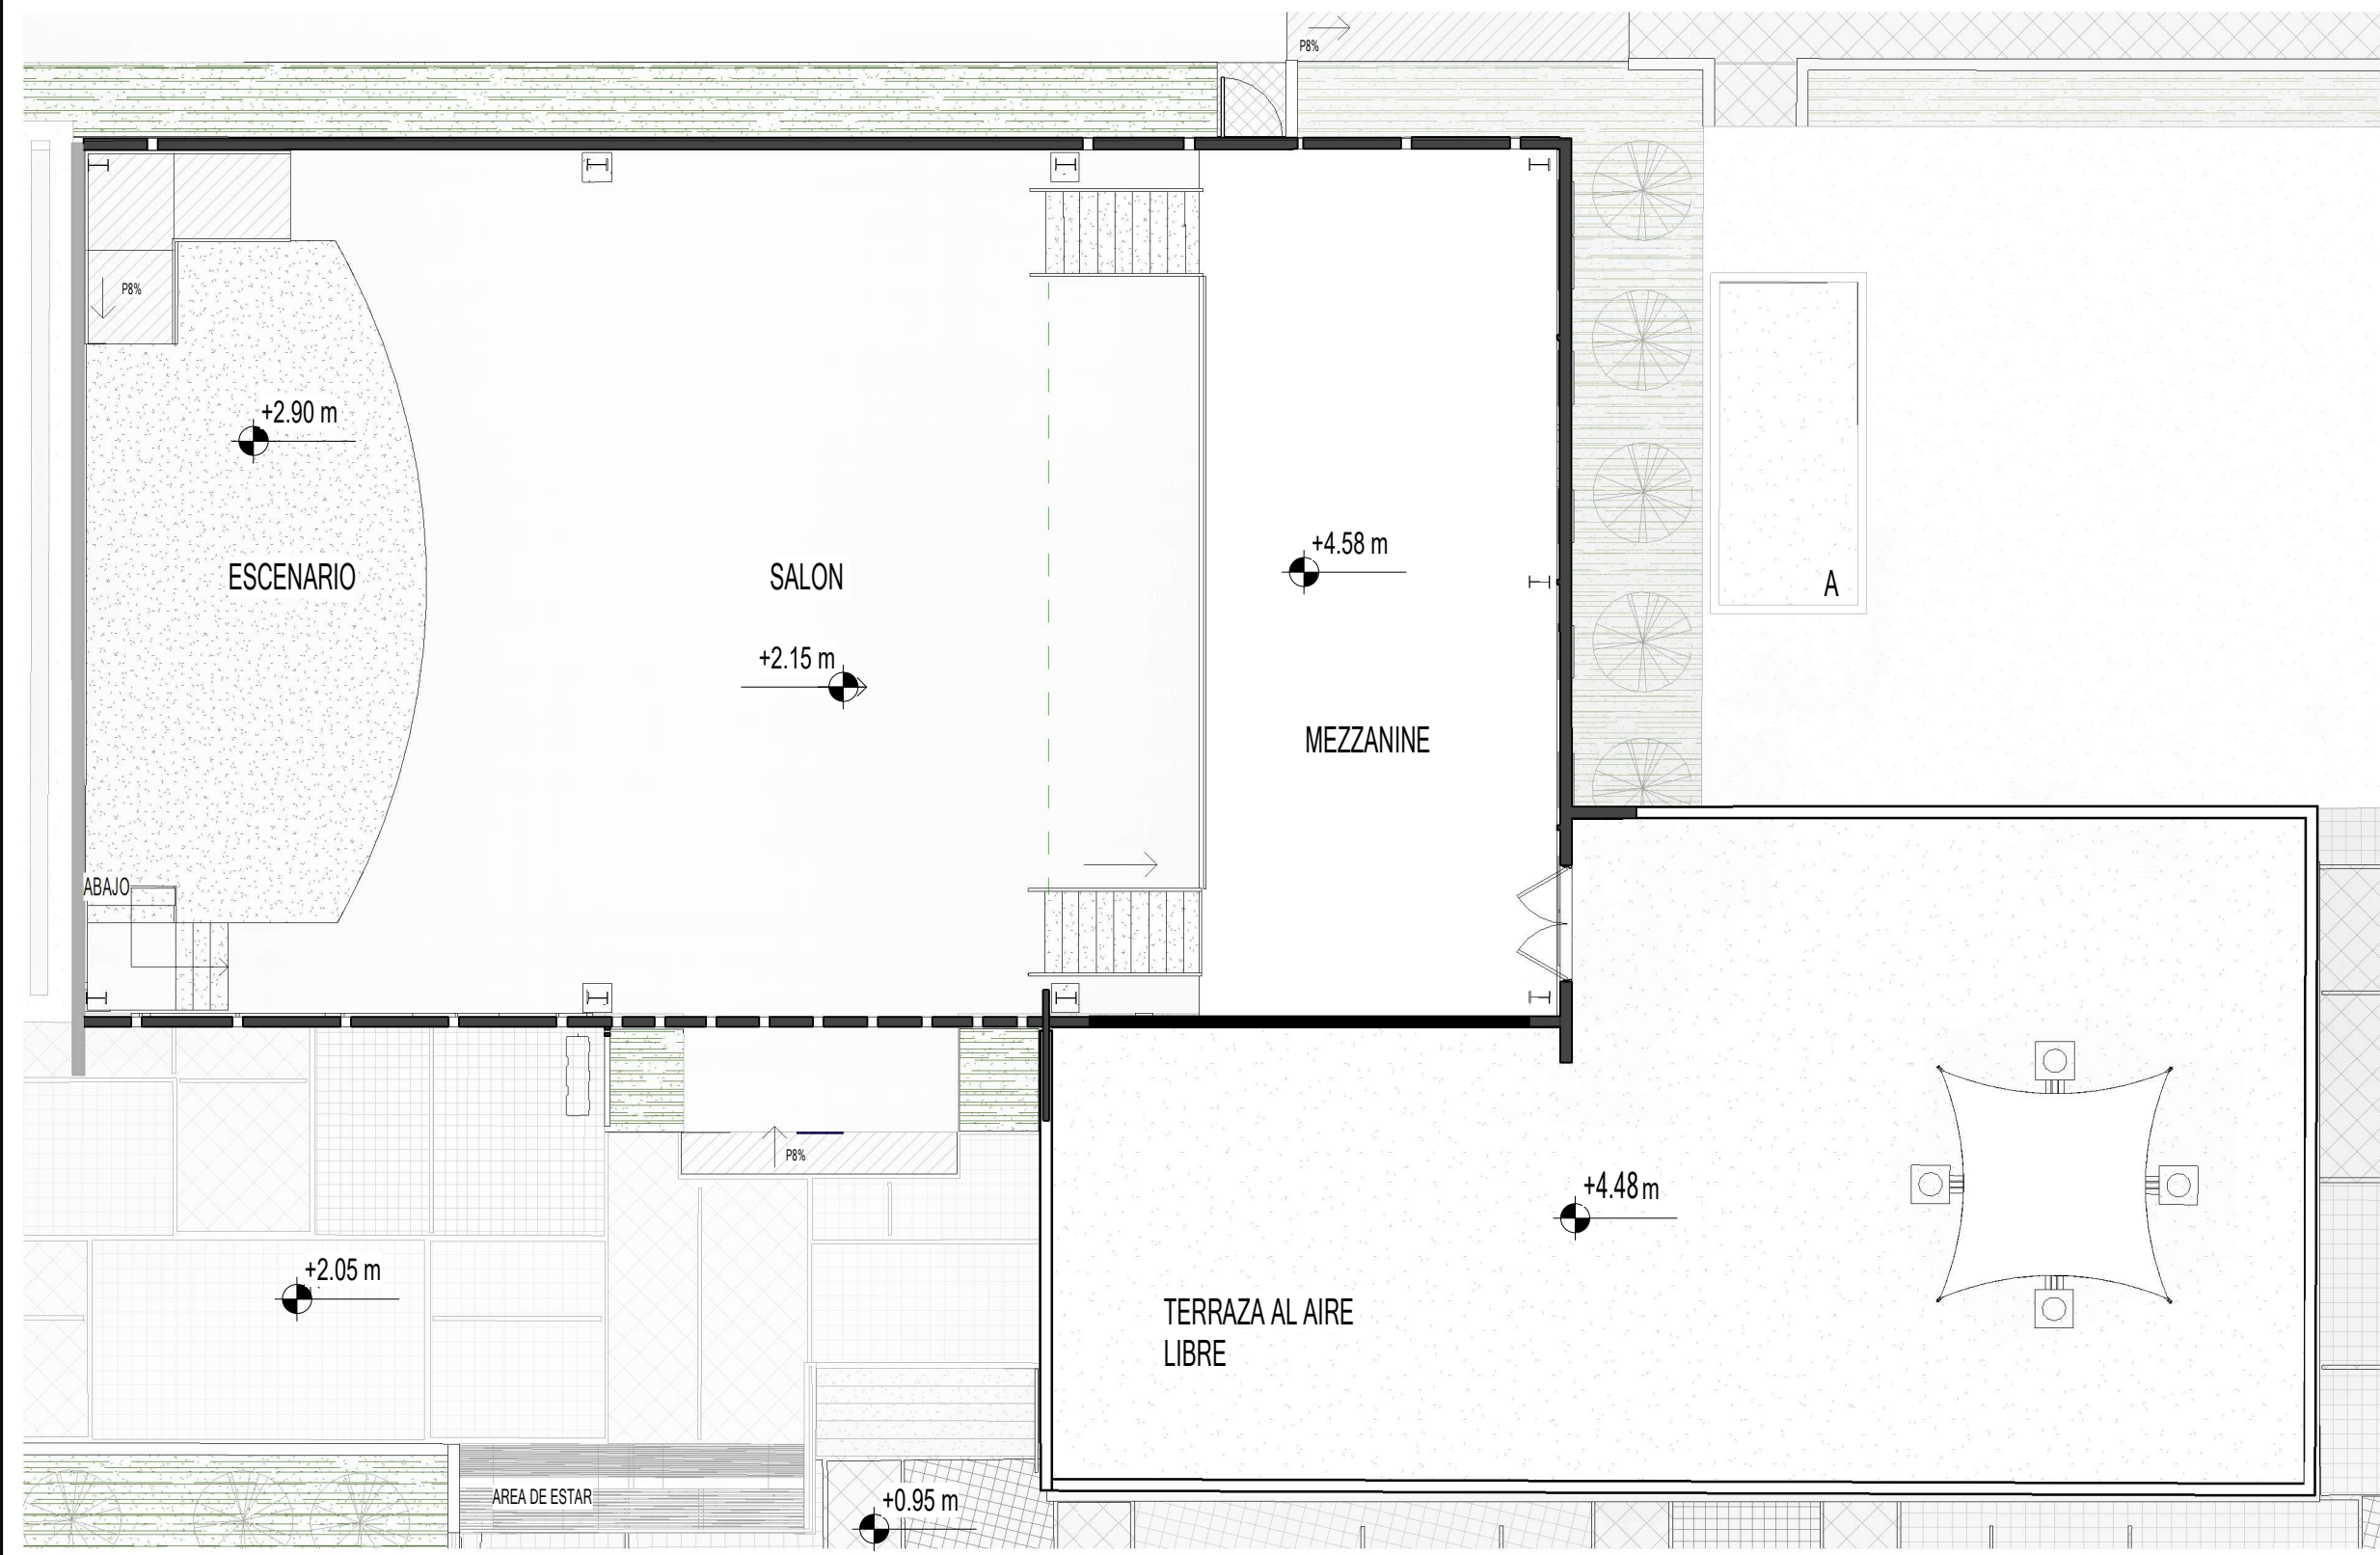 P8%
P8%
+2.90 m
ESCENARIO
SALON
+2.15 m
+4.58 m
MEZZANINE
A
ABAJO
P8%
+2.05 m
+4.48 m
TERRAZA AL AIRE
LIBRE
AREA DE ESTAR
+0.95 m